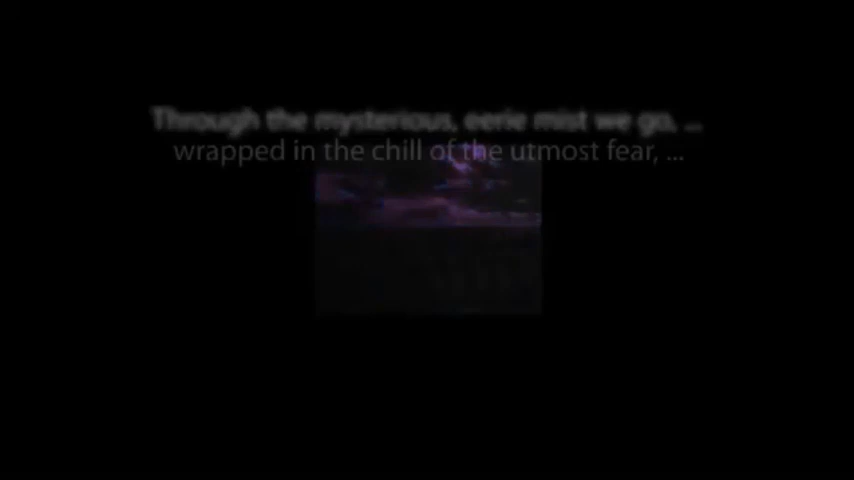 Through the mysterious, eerie mist we go, ...
wrapped in the chill of the utmost fear, ...